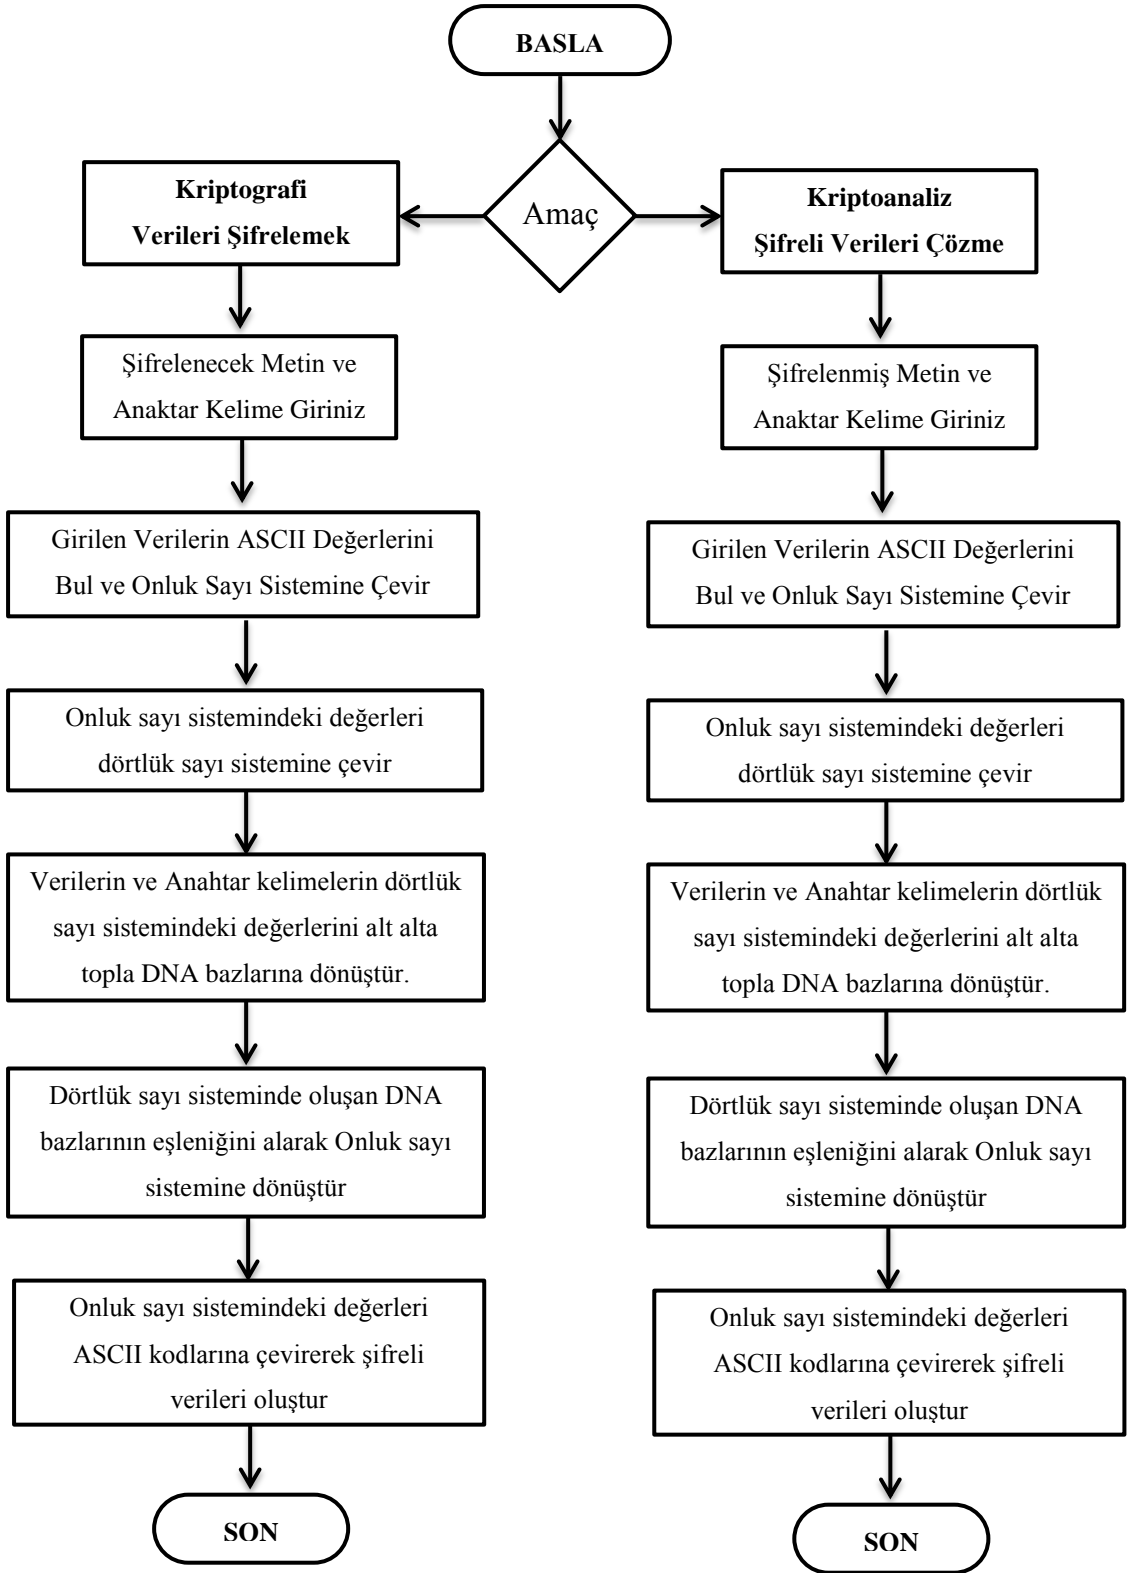 BASLA
Amaç
Kriptografi
Verileri Şifrelemek
Şifrelenecek Metin ve
Anaktar Kelime Giriniz
Girilen Verilerin ASCII Değerlerini
Bul ve Onluk Sayı Sistemine Çevir
Onluk sayı sistemindeki değerleri
dörtlük sayı sistemine çevir
Verilerin ve Anahtar kelimelerin dörtlük
sayı sistemindeki değerlerini alt alta
topla DNA bazlarına dönüştür.
Dörtlük sayı sisteminde oluşan DNA
bazlarının eşleniğini alarak Onluk sayı
sistemine dönüştür
Onluk sayı sistemindeki değerleri
ASCII kodlarına çevirerek şifreli
verileri oluştur
SON
Kriptoanaliz
Şifreli Verileri Çözme
Şifrelenmiş Metin ve
Anaktar Kelime Giriniz
Girilen Verilerin ASCII Değerlerini
Bul ve Onluk Sayı Sistemine Çevir
Onluk sayı sistemindeki değerleri
dörtlük sayı sistemine çevir
Verilerin ve Anahtar kelimelerin dörtlük
sayı sistemindeki değerlerini alt alta
topla DNA bazlarına dönüştür.
Dörtlük sayı sisteminde oluşan DNA
bazlarının eşleniğini alarak Onluk sayı
sistemine dönüştür
Onluk sayı sistemindeki değerleri
ASCII kodlarına çevirerek şifreli
verileri oluştur
SON